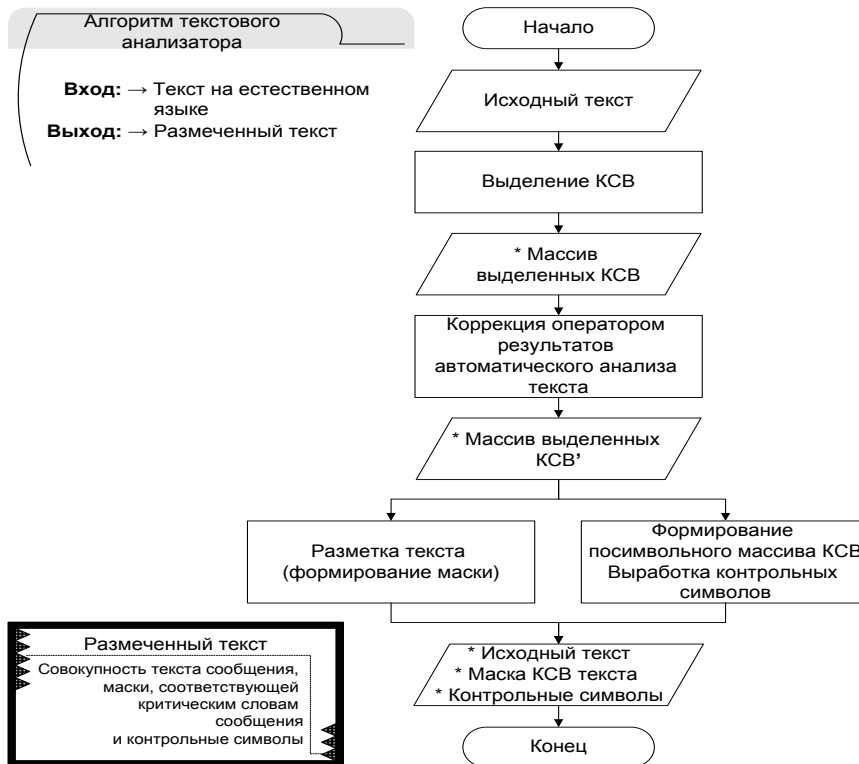 Алгоритм текстового
анализатора
Вход: → Текст на естественном
языке
Выход: → Размеченный текст
Начало
Исходный текст
Выделение КСВ
* Массив
выделенных КСВ
Коррекция оператором
результатов
автоматического анализа
текста
* Массив выделенных
КСВ’
Разметка текста
(формирование маски)
Формирование
посимвольного массива КСВ
Выработка контрольных
символов
Размеченный текст
Совокупность текста сообщения,
маски, соответствующей
критическим словам
сообщения
и контрольные символы
* Исходный текст
* Маска КСВ текста
* Контрольные символы
Конец